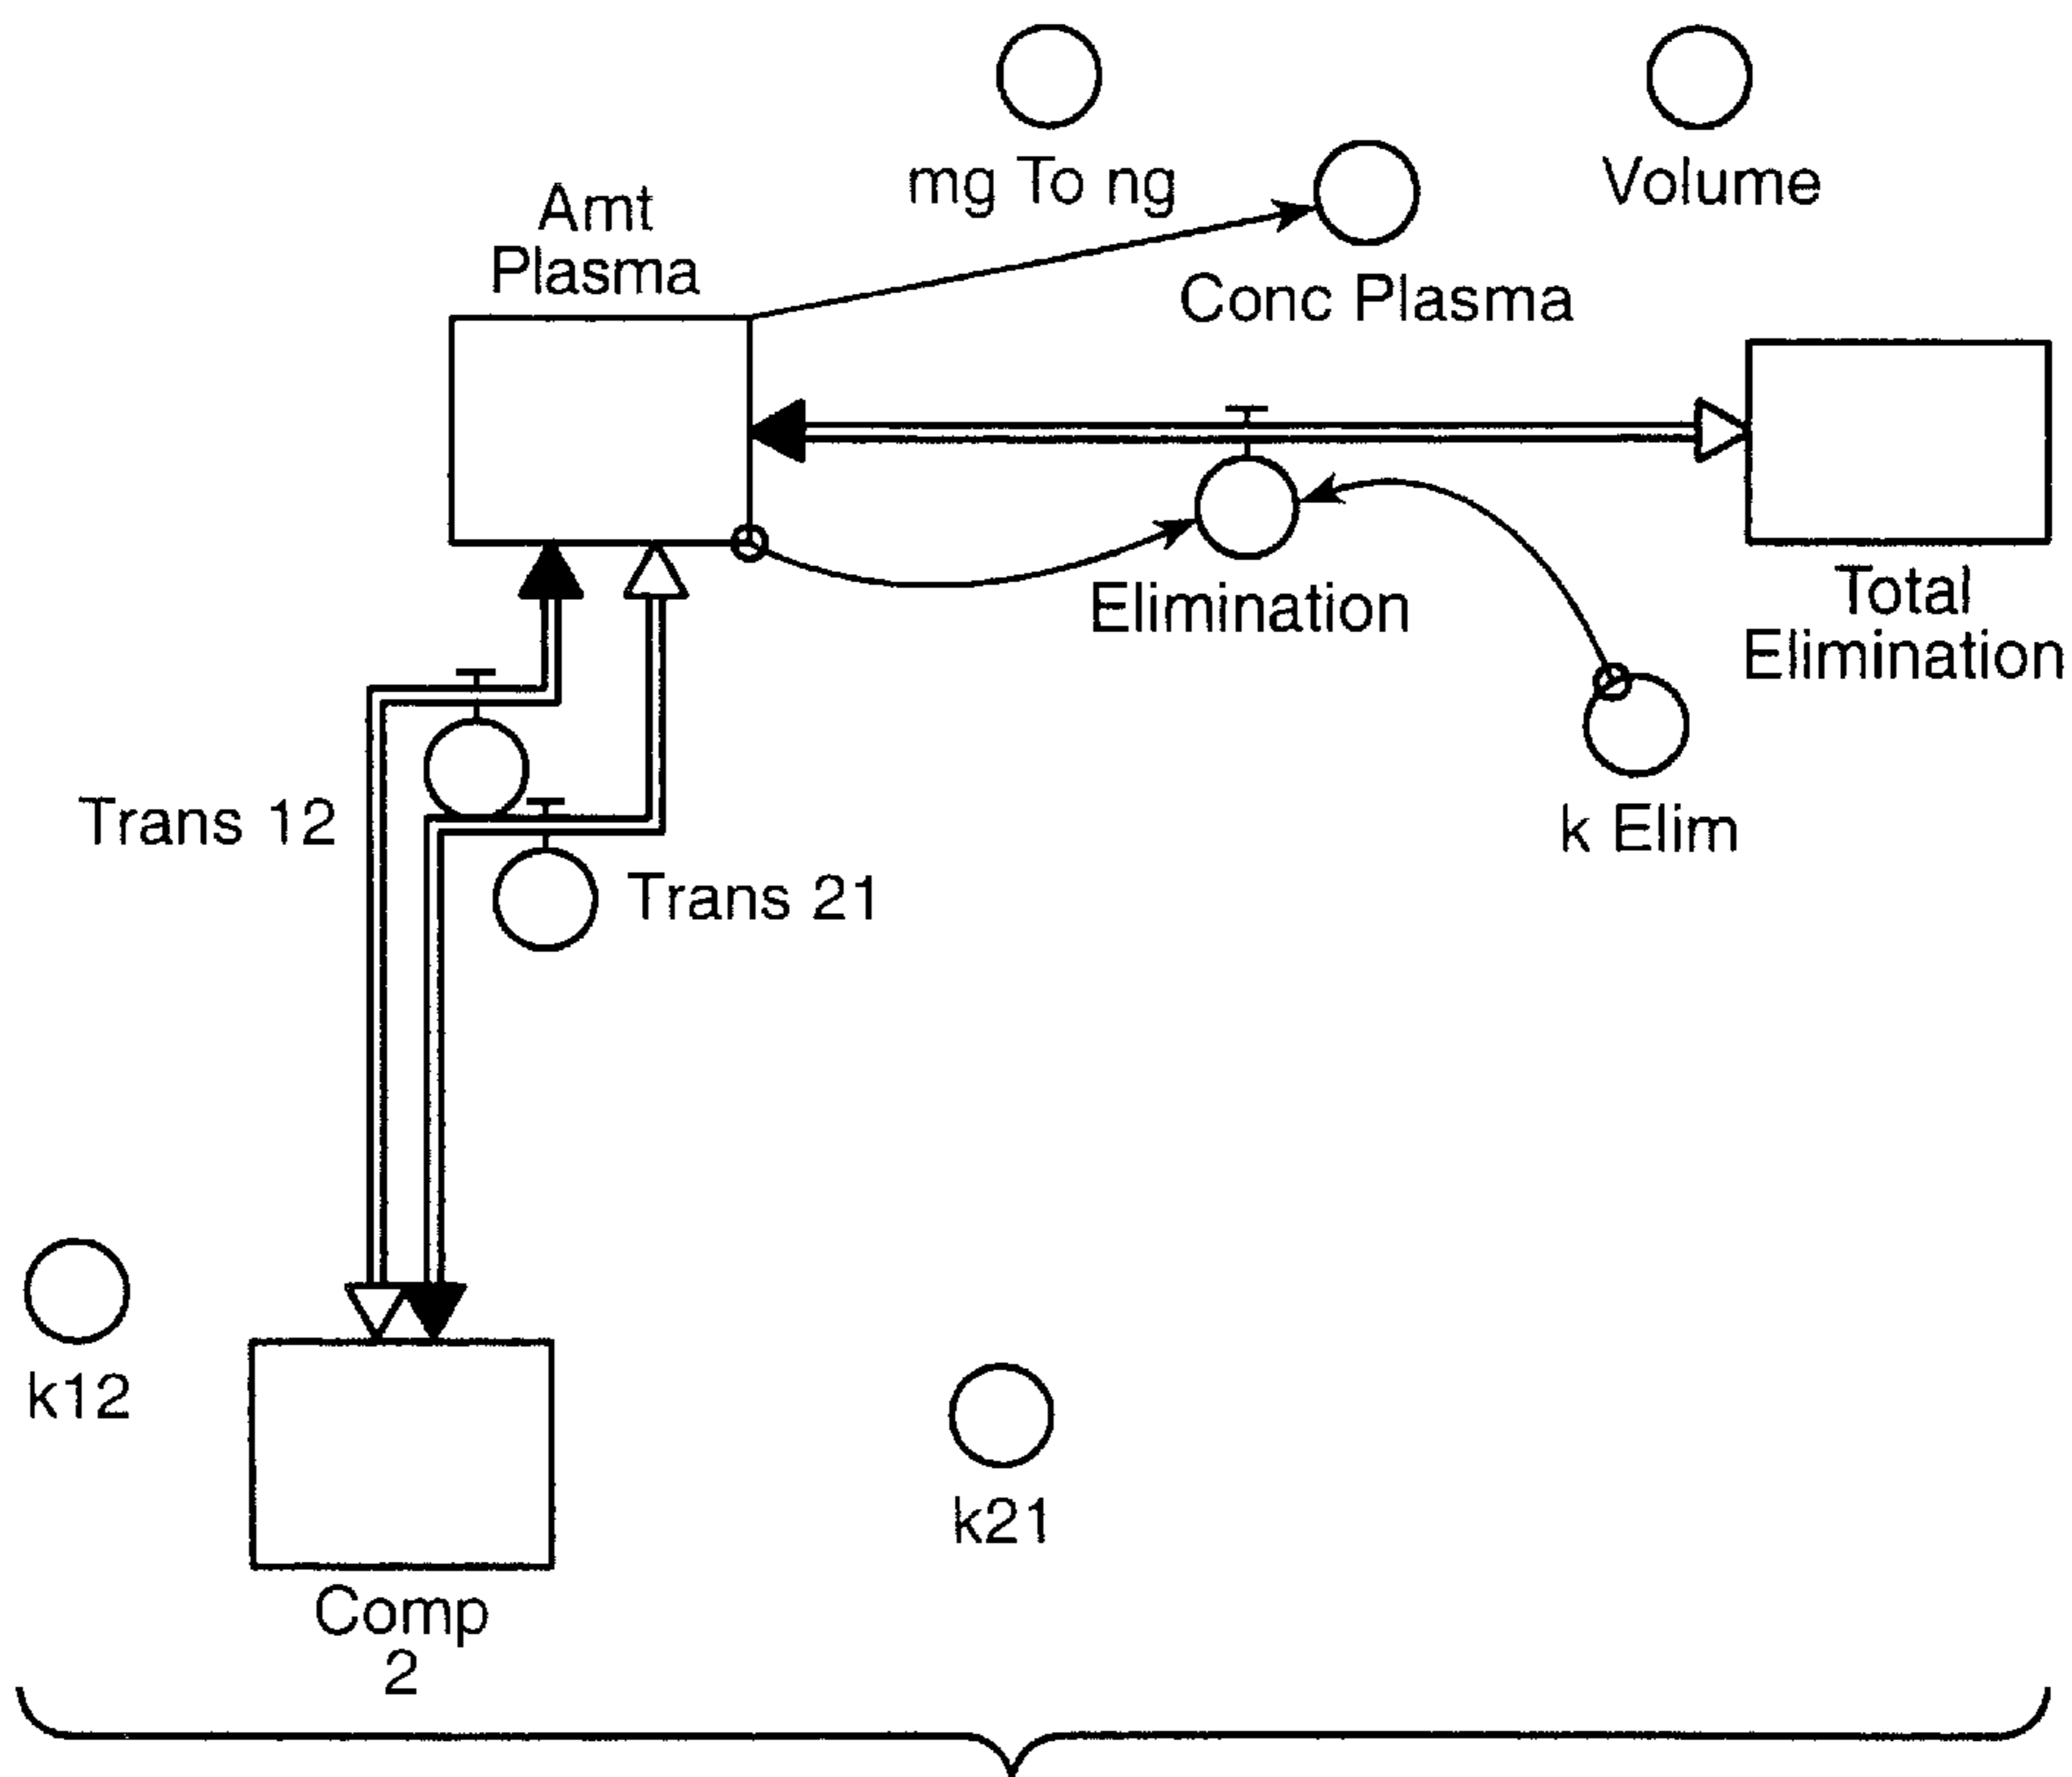 mg To ng
Volume
Amt
Plasma
Conc Plasma
Elimination
Total
Elimination
Trans 12
k Elim
Trans 21
k12
k21
Comp
2